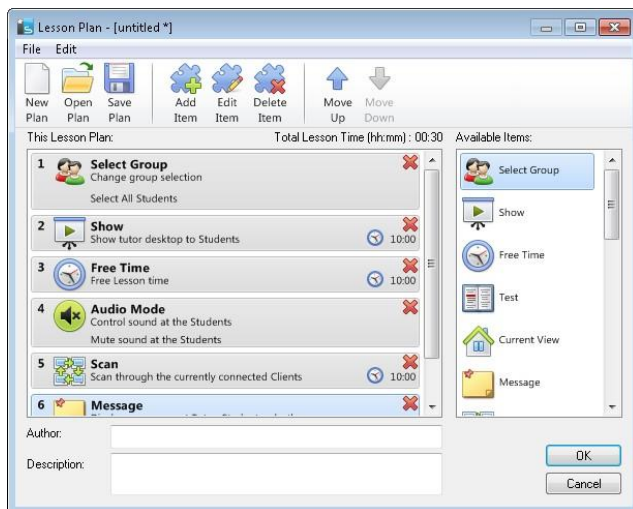 Lesson Plan - [untitled *]
File Edit
New Plan
Open Plan
Save Plan
Add Item
Edit Item
Delete Item
Move Up
Move Down
This Lesson Plan:
Total Lesson Time (hh:mm) : 00:30
Available Items:
1 Select Group
Change group selection
Select All Students
2 Show
Show tutor desktop to Students
10:00
3 Free Time
Free Lesson time
10:00
4 Audio Mode
Control sound at the Students
Mute sound at the Students
5 Scan
Scan through the currently connected Clients
10:00
6 Message
Select Group
Show
Free Time
Test
Current View
Message
Author:
Description:
OK
Cancel